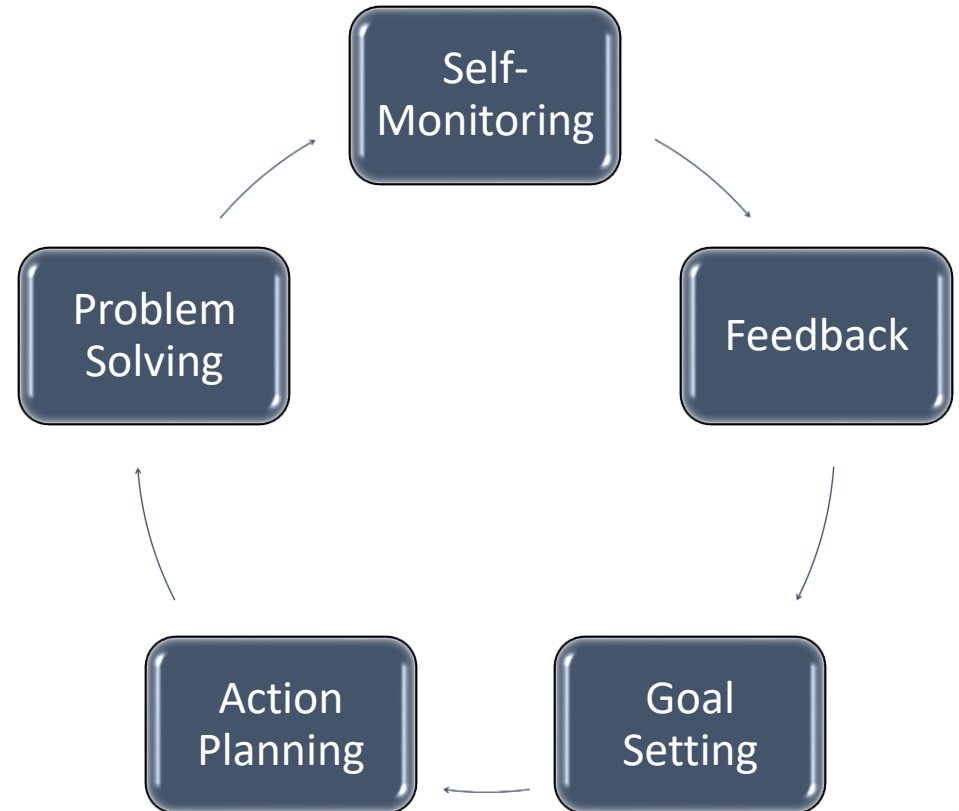 Self-
Monitoring
Feedback
Goal
Setting
Action
Planning
Problem
Solving